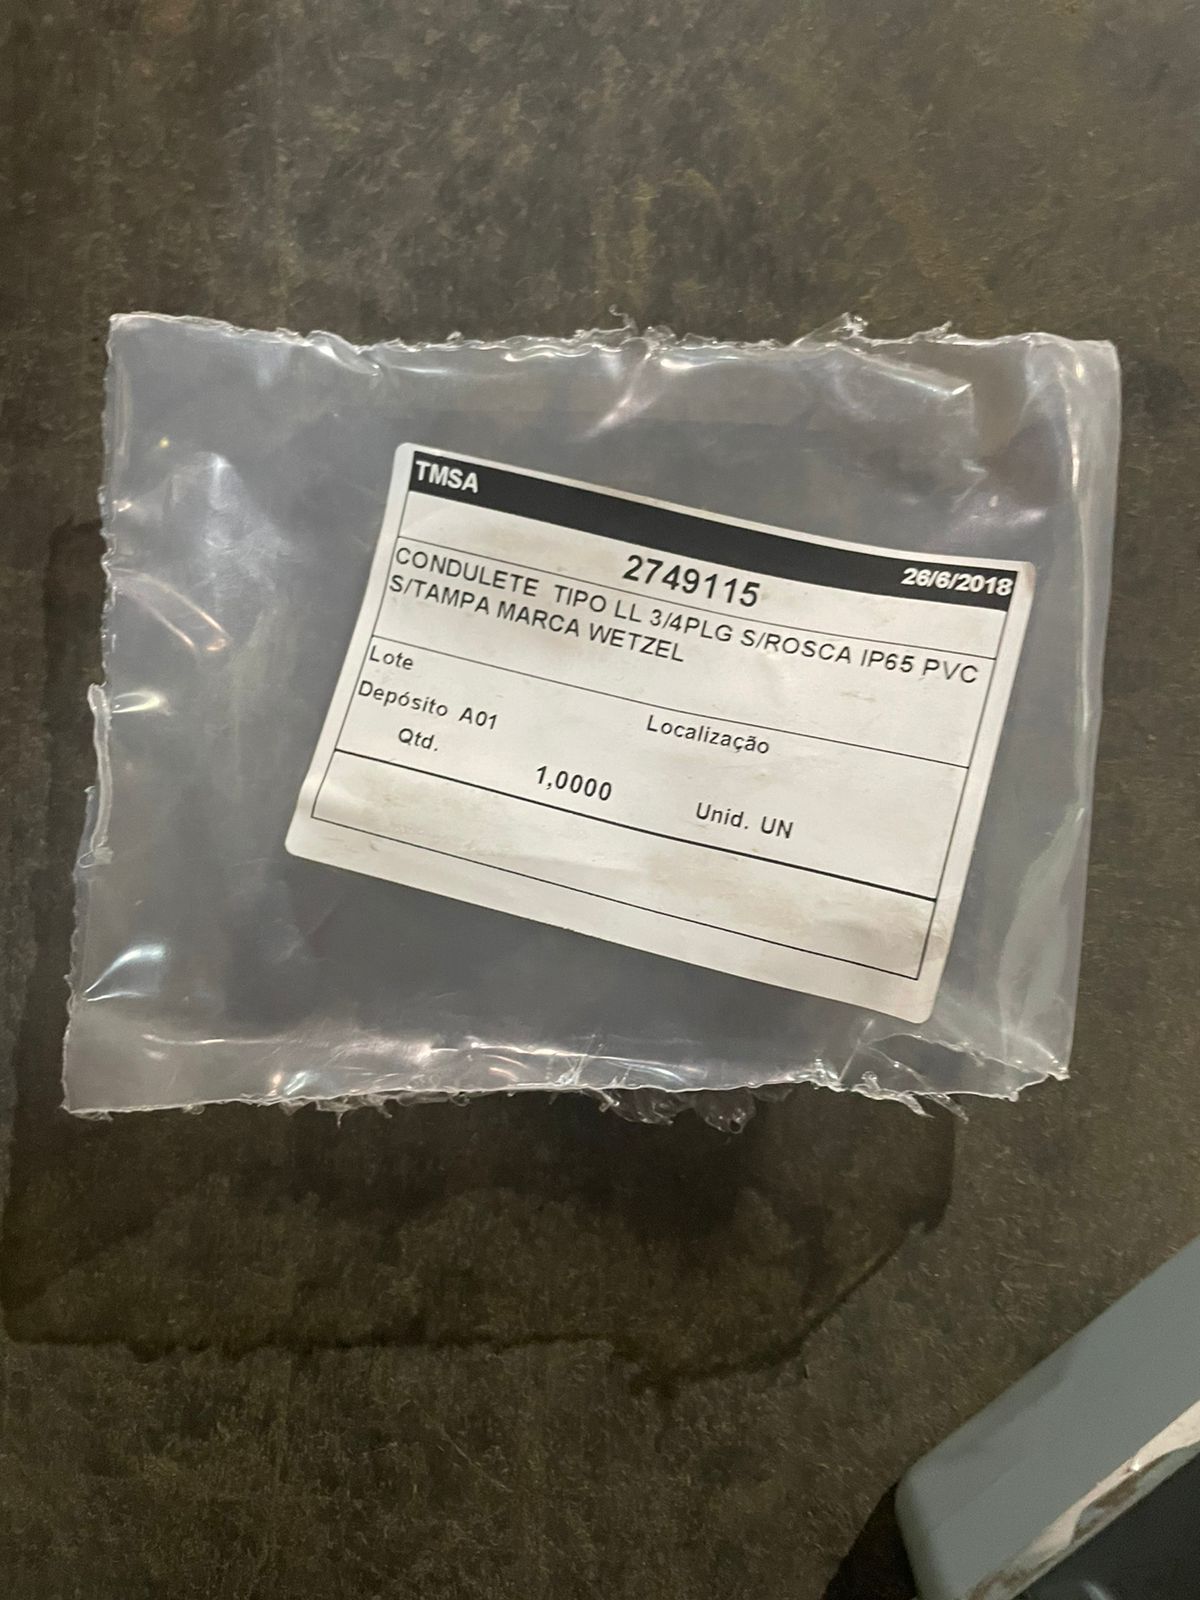 TMSA
26/6/2018
2749115
CONDULETE TIPO LL 3/4PLG S/ROSCA IP65 PVC
S/TAMPA MARCA WETZEL
Lote
Localização
Depósito A01
Qtd. 1,0000 Unid. UN